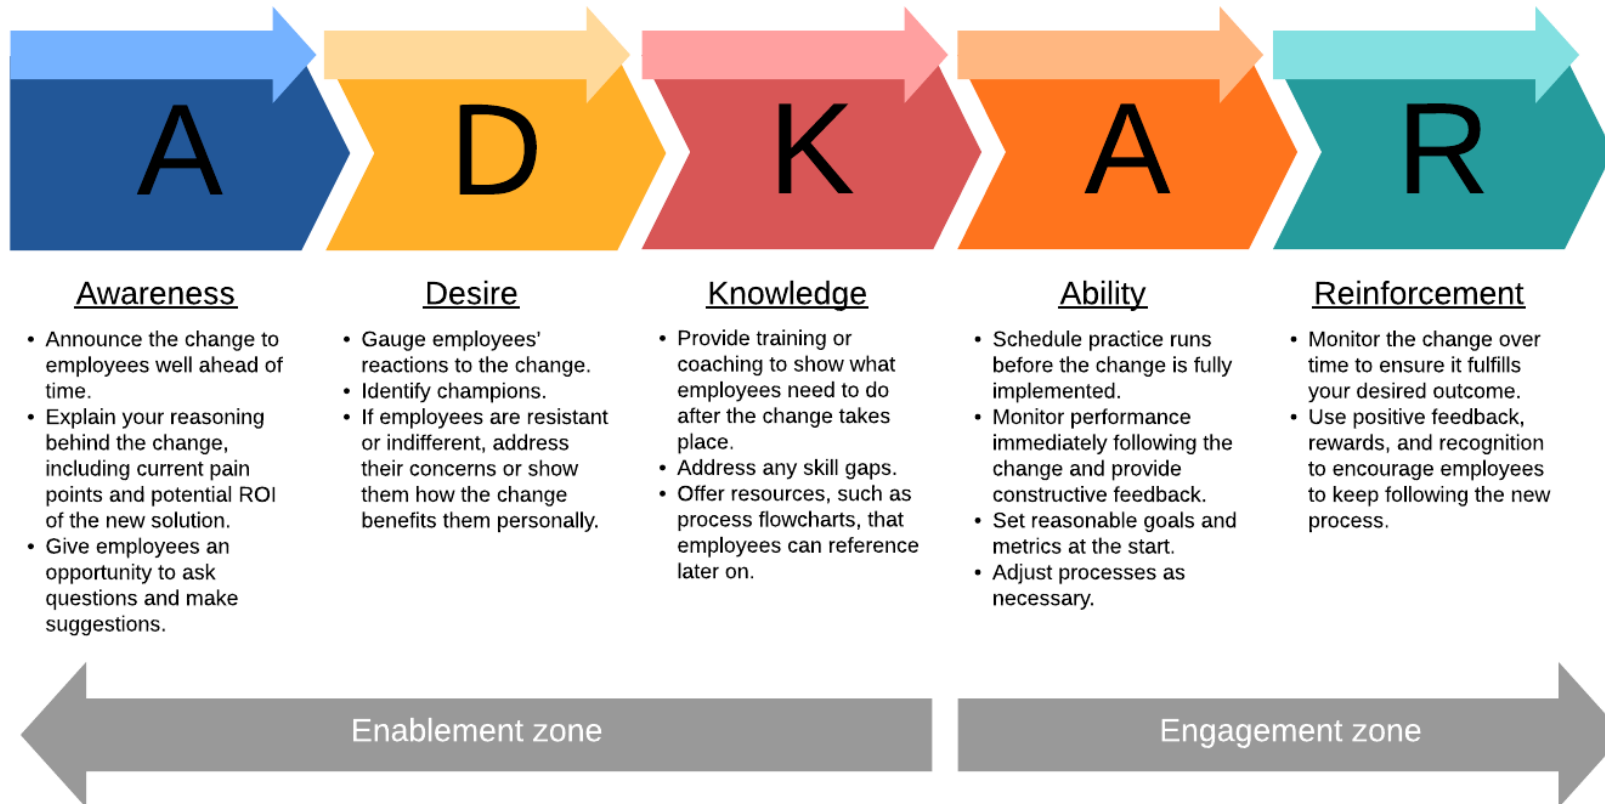 A
D
K
A
R
Awareness
• Announce the change to
employees well ahead of
time.
• Explain your reasoning
behind the change,
including current pain
points and potential ROI
of the new solution.
• Give employees an
opportunity to ask
questions and make
suggestions.
Desire
• Gauge employees’
reactions to the change.
• Identify champions.
• If employees are resistant
or indifferent, address
their concerns or show
them how the change
benefits them personally.
Knowledge
• Provide training or
coaching to show what
employees need to do
after the change takes
place.
• Address any skill gaps.
• Offer resources, such as
process flowcharts, that
employees can reference
later on.
Ability
• Schedule practice runs
before the change is fully
implemented.
• Monitor performance
immediately following the
change and provide
constructive feedback.
• Set reasonable goals and
metrics at the start.
• Adjust processes as
necessary.
Reinforcement
• Monitor the change over
time to ensure it fulfills
your desired outcome.
• Use positive feedback,
rewards, and recognition
to encourage employees
to keep following the new
process.
Enablement zone
Engagement zone